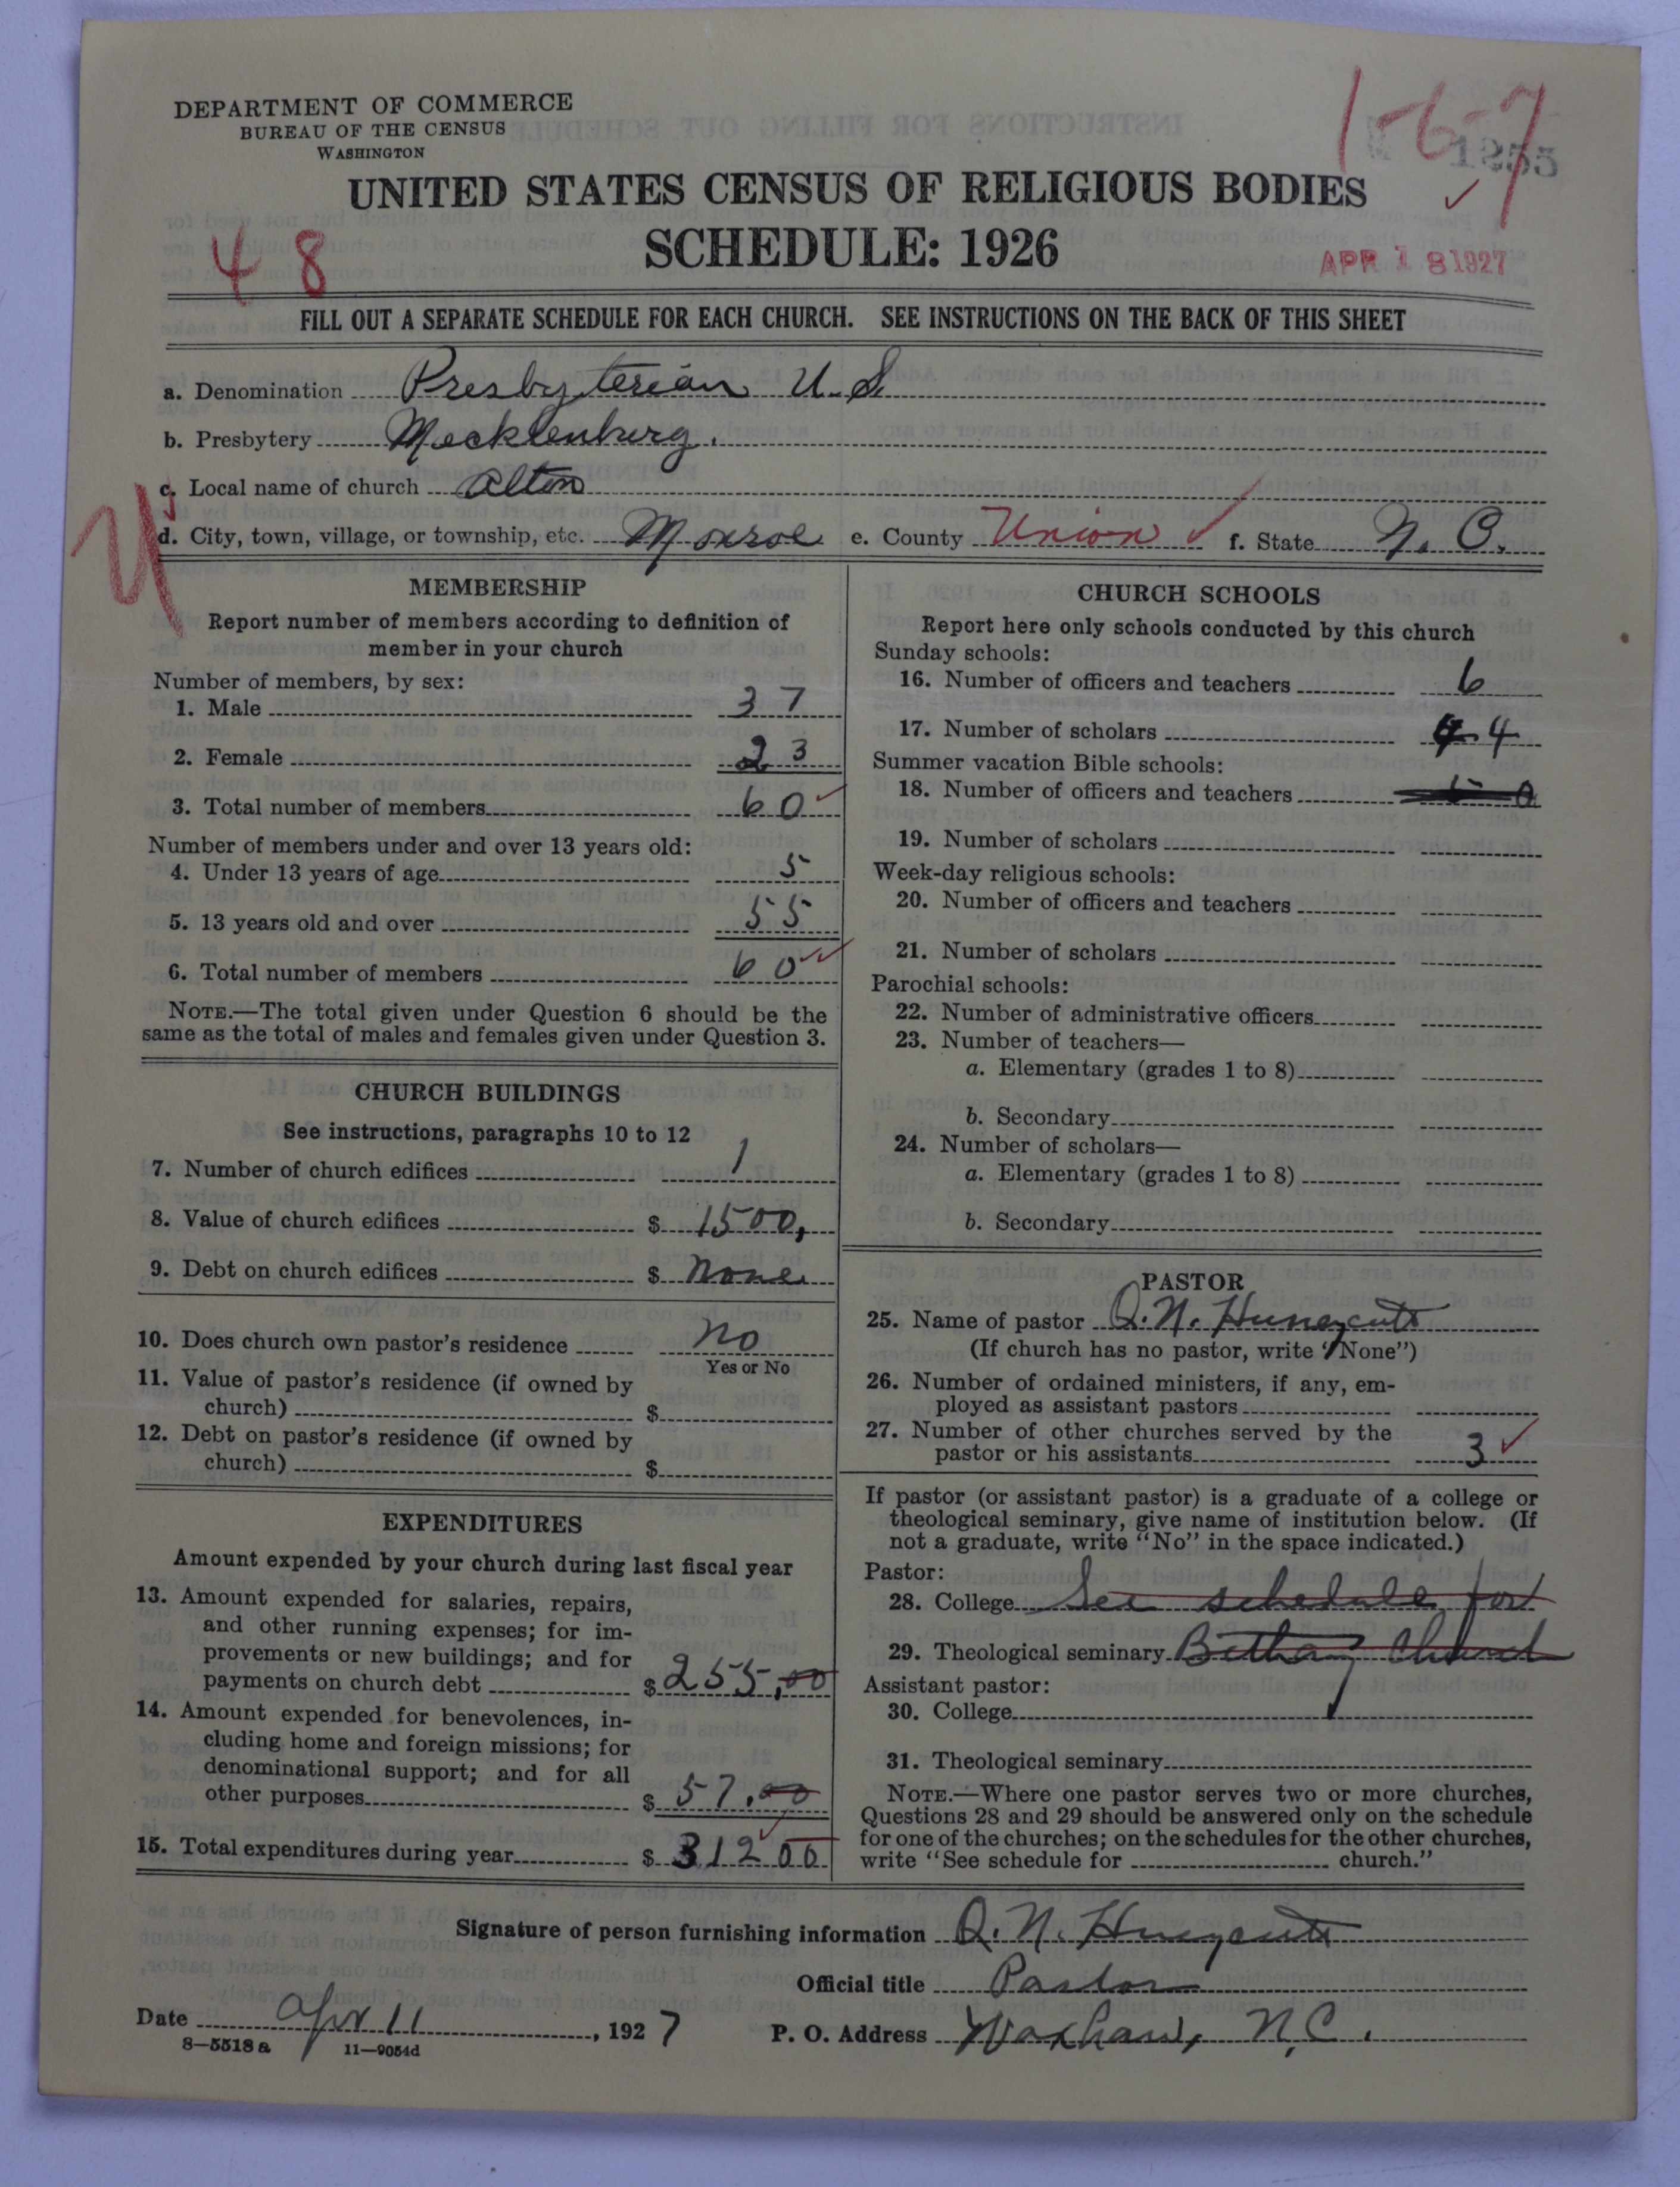 DEPARTMENT OF COMMERCE
BUREAU OF THE CENSUS
WASHINGTON
1-6-7
1255
UNITED STATES CENSUS OF RELIGIOUS BODIES
SCHEDULE: 1926
48
APR 18 1927
FILL OUT A SEPARATE SCHEDULE FOR EACH CHURCH. SEE INSTRUCTIONS ON THE BACK OF THIS SHEET
a. Denomination Presbyterian U.S.
b. Presbytery Mecklenburg.
c. Local name of church Alton
d. City, town, village, or township, etc. Monroe e. County Union f. State N. C.
MEMBERSHIP
Report number of members according to definition of
member in your church
Number of members, by sex:
1. Male 37
2. Female 23
3. Total number of members 60
Number of members under and over 13 years old:
4. Under 13 years of age 5
5. 13 years old and over 55
6. Total number of members 60
NOTE.—The total given under Question 6 should be the
same as the total of males and females given under Question 3.
CHURCH BUILDINGS
See instructions, paragraphs 10 to 12
7. Number of church edifices 1
8. Value of church edifices $ 1500,
9. Debt on church edifices $ None
10. Does church own pastor's residence No
Yes or No
11. Value of pastor's residence (if owned by
church) $
12. Debt on pastor's residence (if owned by
church) $
EXPENDITURES
Amount expended by your church during last fiscal year
13. Amount expended for salaries, repairs,
and other running expenses; for im-
provements or new buildings; and for
payments on church debt $ 255.00
14. Amount expended for benevolences, in-
cluding home and foreign missions; for
denominational support; and for all
other purposes $ 57.00
15. Total expenditures during year $ 312 00
CHURCH SCHOOLS
Report here only schools conducted by this church
Sunday schools:
16. Number of officers and teachers 6
17. Number of scholars 44
Summer vacation Bible schools:
18. Number of officers and teachers
19. Number of scholars
Week-day religious schools:
20. Number of officers and teachers
21. Number of scholars
Parochial schools:
22. Number of administrative officers
23. Number of teachers—
a. Elementary (grades 1 to 8)
b. Secondary
24. Number of scholars—
a. Elementary (grades 1 to 8)
b. Secondary
PASTOR
25. Name of pastor Q. N. Huneycutt
(If church has no pastor, write "None")
26. Number of ordained ministers, if any, em-
ployed as assistant pastors
27. Number of other churches served by the
pastor or his assistants 3
If pastor (or assistant pastor) is a graduate of a college or
theological seminary, give name of institution below. (If
not a graduate, write "No" in the space indicated.)
Pastor:
28. College See schedule for
29. Theological seminary Bethany Church
Assistant pastor:
30. College
31. Theological seminary
NOTE.—Where one pastor serves two or more churches,
Questions 28 and 29 should be answered only on the schedule
for one of the churches; on the schedules for the other churches,
write "See schedule for church."
Signature of person furnishing information Q. N. Huneycutt
Official title Pastor
Date Apr 11, 1927 P. O. Address Waxhaw, N.C.
8—5518a 11—9054d